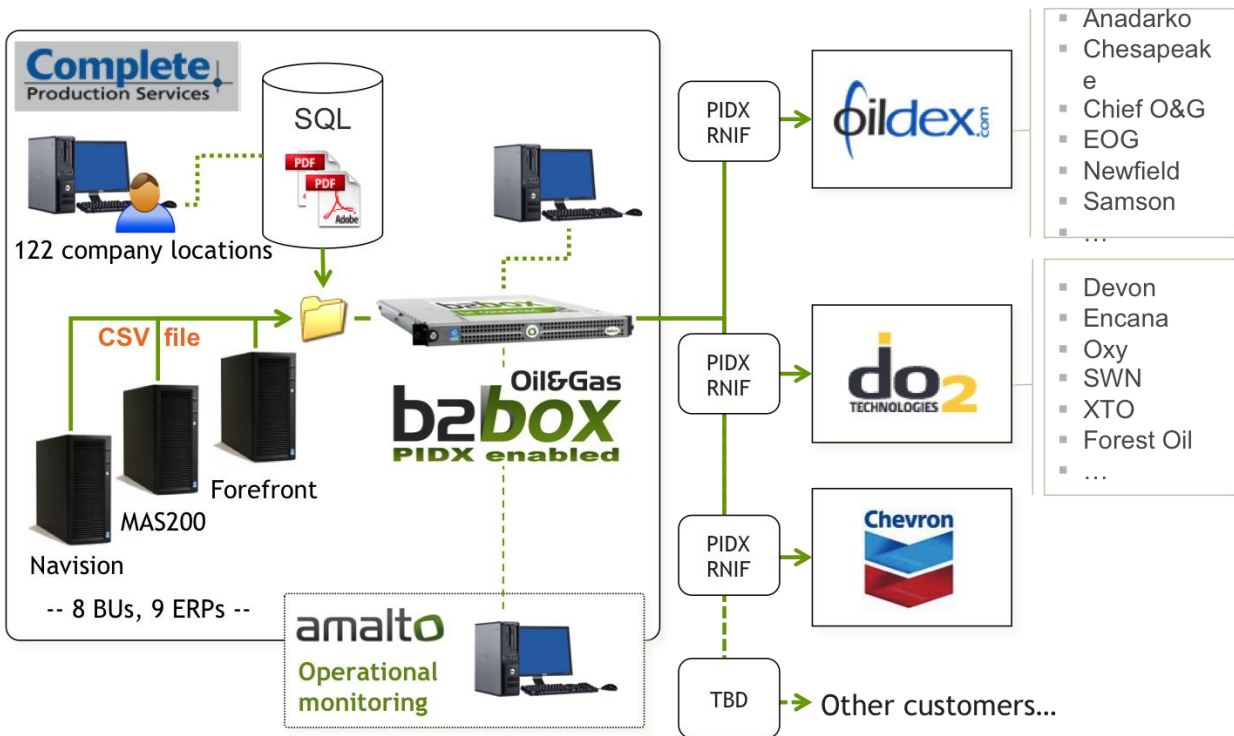 Complete
Production Services
SQL
PDF
PDF
Adobe
122 company locations
CSV file
Navision
MAS200
Forefront
-- 8 BUs, 9 ERPs --
b2box
Oil&Gas
b2box
PIDX enabled
amalto
Operational
monitoring
PIDX
RNIF
oildex.com
Anadarko
Chesapeak
e
Chief O&G
EOG
Newfield
Samson
…
PIDX
RNIF
do2
TECHNOLOGIES
Devon
Encana
Oxy
SWN
XTO
Forest Oil
…
PIDX
RNIF
Chevron
TBD
Other customers…